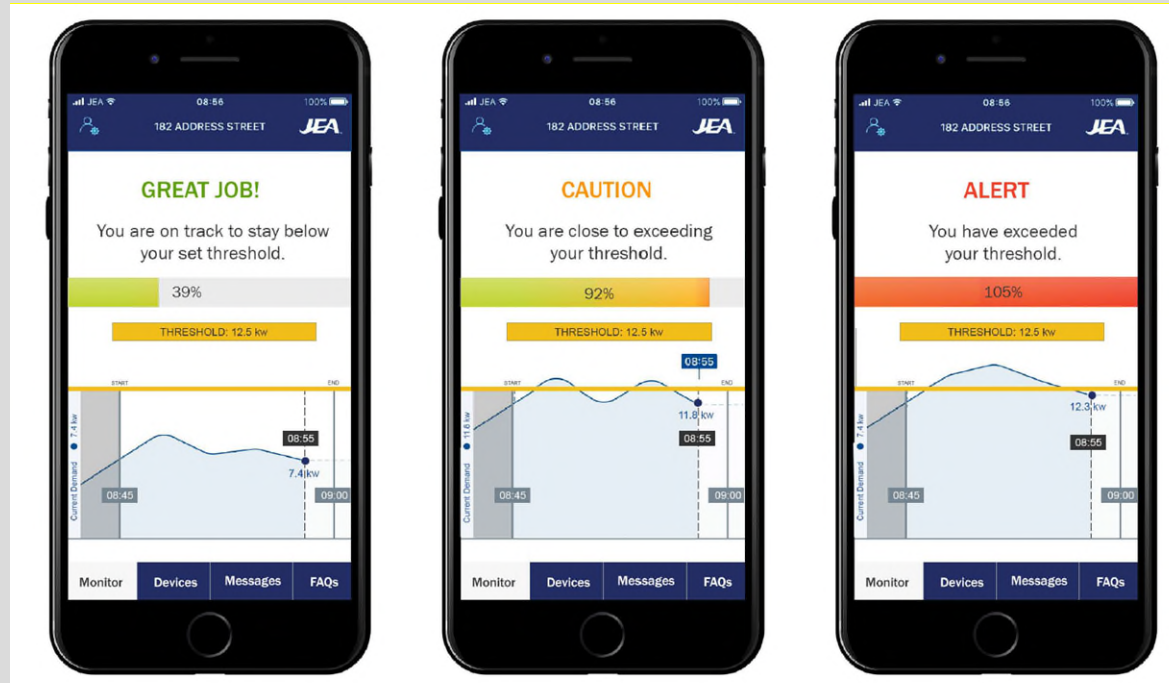 JEA
08:56
100%
182 ADDRESS STREET
JEA
GREAT JOB!
You are on track to stay below
your set threshold.
39%
THRESHOLD: 12.5 kw
START
END
Current Demand ● 7.4 kw
08:55
7.4 kw
08:45
09:00
Monitor
Devices
Messages
FAQs
JEA
08:56
100%
182 ADDRESS STREET
JEA
CAUTION
You are close to exceeding
your threshold.
92%
THRESHOLD: 12.5 kw
08:55
START
END
Current Demand ● 11.8 kw
11.8 kw
08:55
08:45
09:00
Monitor
Devices
Messages
FAQs
JEA
08:56
100%
182 ADDRESS STREET
JEA
ALERT
You have exceeded
your threshold.
105%
THRESHOLD: 12.5 kw
START
END
Current Demand ● 7.4 kw
12.3 kw
08:55
08:45
09:00
Monitor
Devices
Messages
FAQs